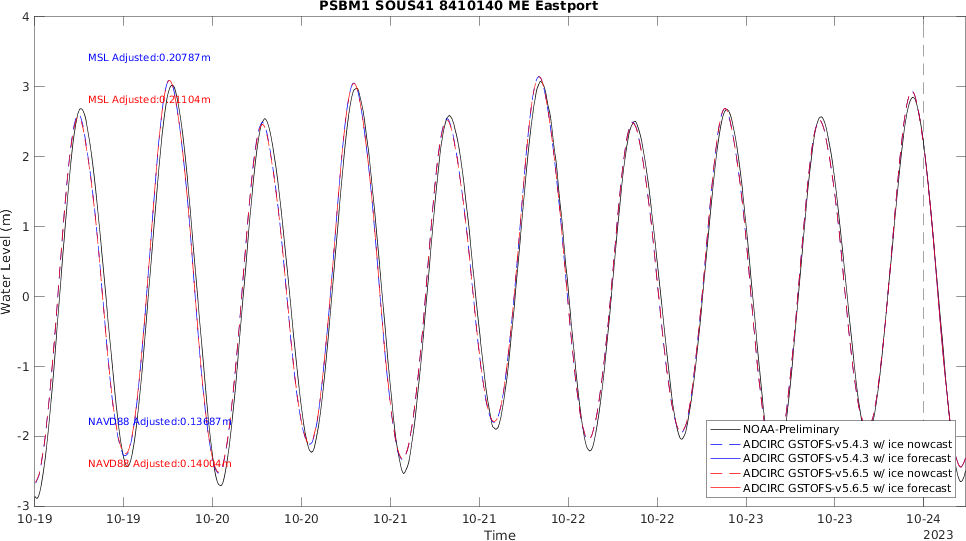 PSBM1 SOUS41 8410140 ME Eastport
4
3
2
1
0
-1
-2
-3
Water Level (m)
MSL Adjusted:0.20787m
MSL Adjusted:0.21104m
NAVD88 Adjusted:0.13687m
NAVD88 Adjusted:0.14004m
NOAA-Preliminary
ADCIRC GSTOFS-v5.4.3 w/ ice nowcast
ADCIRC GSTOFS-v5.4.3 w/ ice forecast
ADCIRC GSTOFS-v5.6.5 w/ ice nowcast
ADCIRC GSTOFS-v5.6.5 w/ ice forecast
10-19 10-19 10-20 10-20 10-21 10-21 10-22 10-22 10-23 10-23 10-24
Time
2023